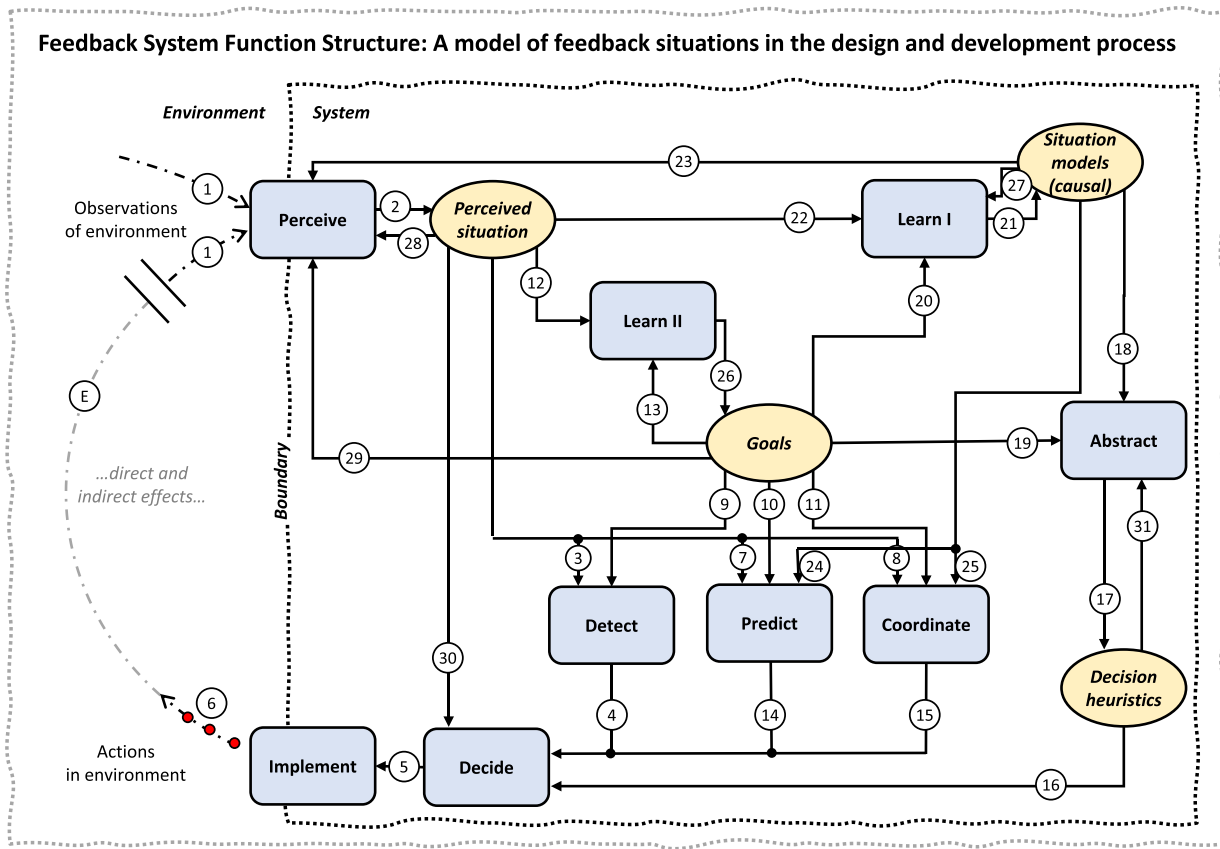 Feedback System Function Structure: A model of feedback situations in the design and development process
Environment
System
Situation
models
(causal)
23
27
1
Perceive
2
Perceived
situation
22
Learn I
21
Observations
of environment
28
1
12
20
Learn II
18
26
E
13
Goals
19
Abstract
29
Boundary
…direct and
indirect effects…
9
10
11
31
3
7
24
8
25
17
Detect
Predict
Coordinate
30
Decision
heuristics
6
4
14
15
Actions
in environment
Implement
5
Decide
16